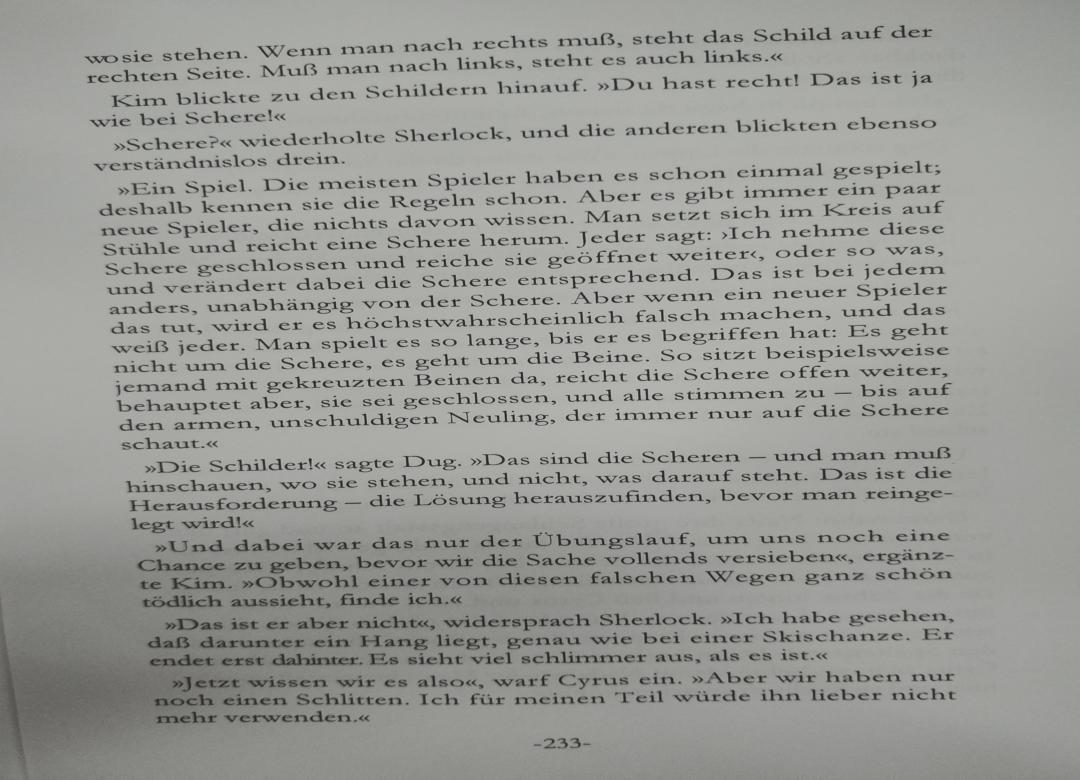 wo sie stehen. Wenn man nach rechts muß, steht das Schild auf der
rechten Seite. Muß man nach links, steht es auch links.«
Kim blickte zu den Schildern hinauf. »Du hast recht! Das ist ja
wie bei Schere!«
»Schere?« wiederholte Sherlock, und die anderen blickten ebenso
verständnislos drein.
»Ein Spiel. Die meisten Spieler haben es schon einmal gespielt;
deshalb kennen sie die Regeln schon. Aber es gibt immer ein paar
neue Spieler, die nichts davon wissen. Man setzt sich im Kreis auf
Stühle und reicht eine Schere herum. Jeder sagt: ›Ich nehme diese
Schere geschlossen und reiche sie geöffnet weiter‹, oder so was,
und verändert dabei die Schere entsprechend. Das ist bei jedem
anders, unabhängig von der Schere. Aber wenn ein neuer Spieler
das tut, wird er es höchstwahrscheinlich falsch machen, und das
weiß jeder. Man spielt es so lange, bis er es begriffen hat: Es geht
nicht um die Schere, es geht um die Beine. So sitzt beispielsweise
jemand mit gekreuzten Beinen da, reicht die Schere offen weiter,
behauptet aber, sie sei geschlossen, und alle stimmen zu — bis auf
den armen, unschuldigen Neuling, der immer nur auf die Schere
schaut.«
»Die Schilder!« sagte Dug. »Das sind die Scheren — und man muß
hinschauen, wo sie stehen, und nicht, was darauf steht. Das ist die
Herausforderung — die Lösung herauszufinden, bevor man reinge-
legt wird!«
»Und dabei war das nur der Übungslauf, um uns noch eine
Chance zu geben, bevor wir die Sache vollends versieben«, ergänz-
te Kim. »Obwohl einer von diesen falschen Wegen ganz schön
tödlich aussieht, finde ich.«
»Das ist er aber nicht«, widersprach Sherlock. »Ich habe gesehen,
daß darunter ein Hang liegt, genau wie bei einer Skischanze. Er
endet erst dahinter. Es sieht viel schlimmer aus, als es ist.«
»Jetzt wissen wir es also«, warf Cyrus ein. »Aber wir haben nur
noch einen Schlitten. Ich für meinen Teil würde ihn lieber nicht
mehr verwenden.«
-233-